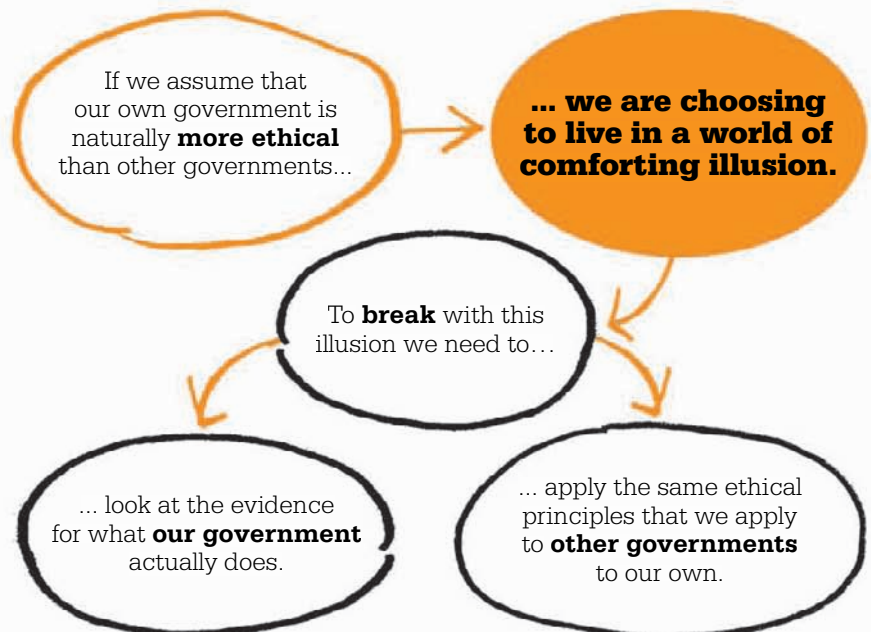 If we assume that
our own government is
naturally more ethical
than other governments...
... we are choosing
to live in a world of
comforting illusion.
To break with this
illusion we need to...
... look at the evidence
for what our government
actually does.
... apply the same ethical
principles that we apply
to other governments
to our own.